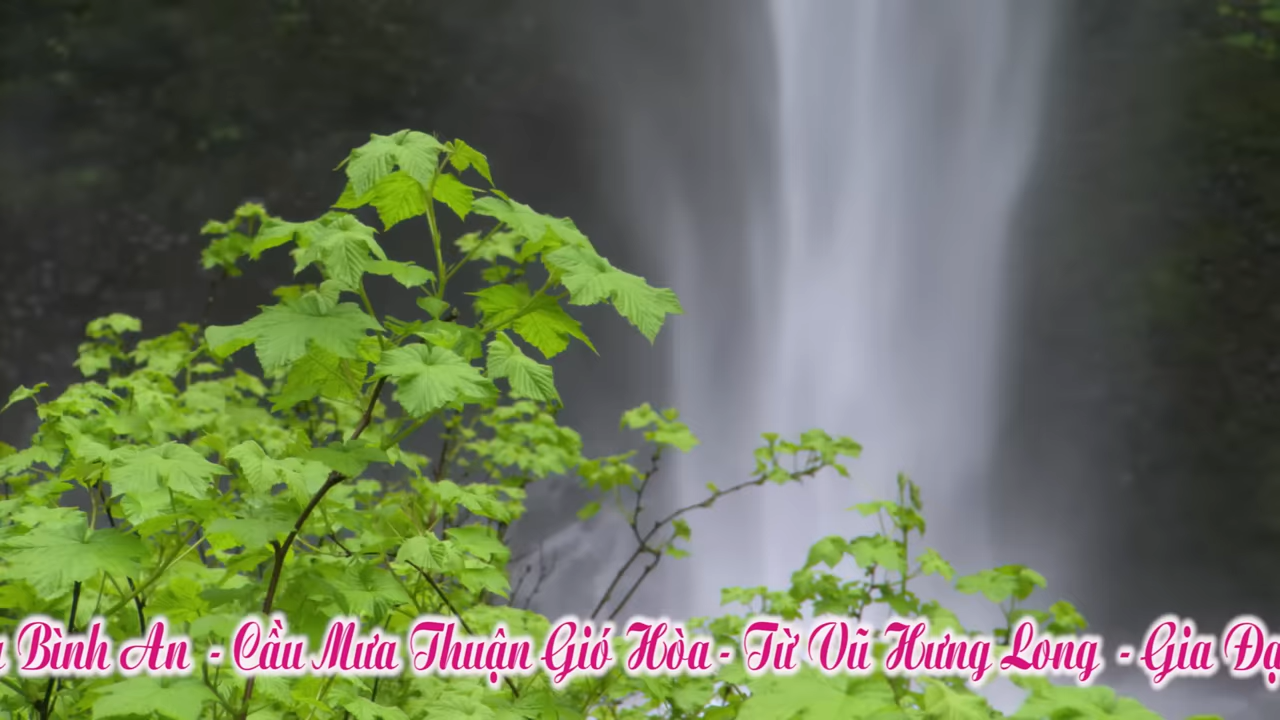 Bình An - Cầu Mưa Thuận Gió Hòa - Từ Vũ Hưng Long - Gia